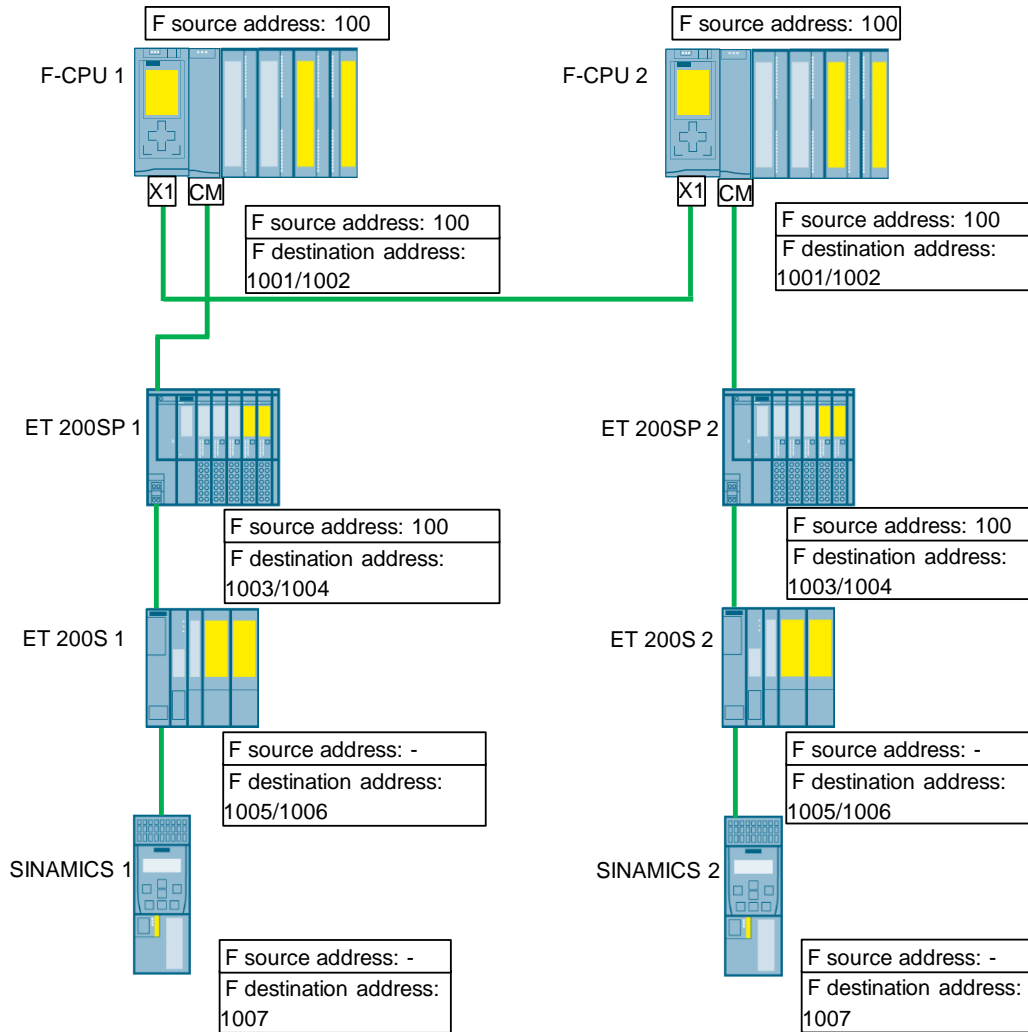 F source address: 100
F source address: 100
F-CPU 1
F-CPU 2
X1
CM
X1
CM
F source address: 100
F destination address:
1001/1002
F source address: 100
F destination address:
1001/1002
ET 200SP 1
ET 200SP 2
F source address: 100
F destination address:
1003/1004
F source address: 100
F destination address:
1003/1004
ET 200S 1
ET 200S 2
F source address: -
F destination address:
1005/1006
F source address: -
F destination address:
1005/1006
SINAMICS 1
SINAMICS 2
F source address: -
F destination address:
1007
F source address: -
F destination address:
1007